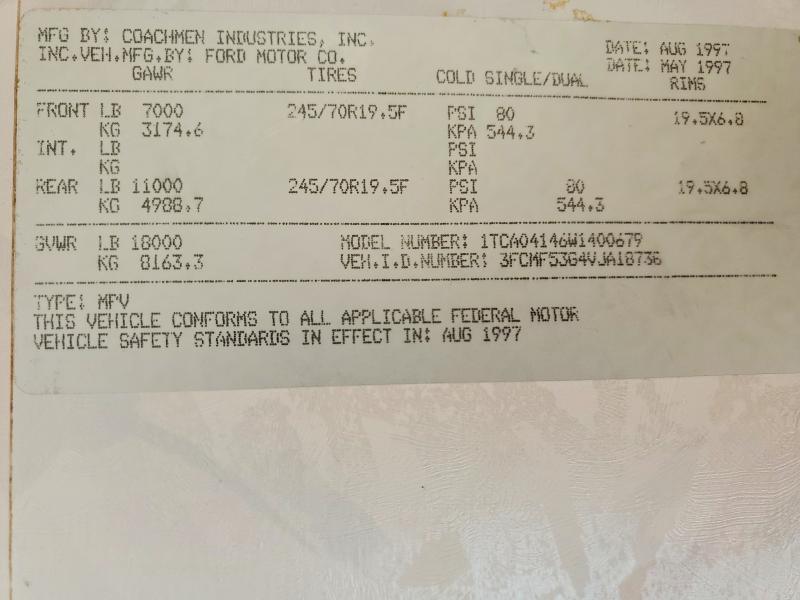 MFG BY: COACHMEN INDUSTRIES, INC. DATE: AUG 1997
INC.VEH.MFG.BY: FORD MOTOR CO. DATE: MAY 1997
GAWR TIRES COLD SINGLE/DUAL RIMS
FRONT LB 7000 245/70R19.5F PSI 80 19.5X6.8
KG 3174.6 KPA 544.3
INT. LB PSI
KG KPA
REAR LB 11000 245/70R19.5F PSI 80 19.5X6.8
KG 4988.7 KPA 544.3
GVWR LB 18000 MODEL NUMBER: 1TCA04146W1400679
KG 8163.3 VEH.I.D.NUMBER: 3FCMF53G4VJA18736
TYPE: MPV
THIS VEHICLE CONFORMS TO ALL APPLICABLE FEDERAL MOTOR
VEHICLE SAFETY STANDARDS IN EFFECT IN: AUG 1997